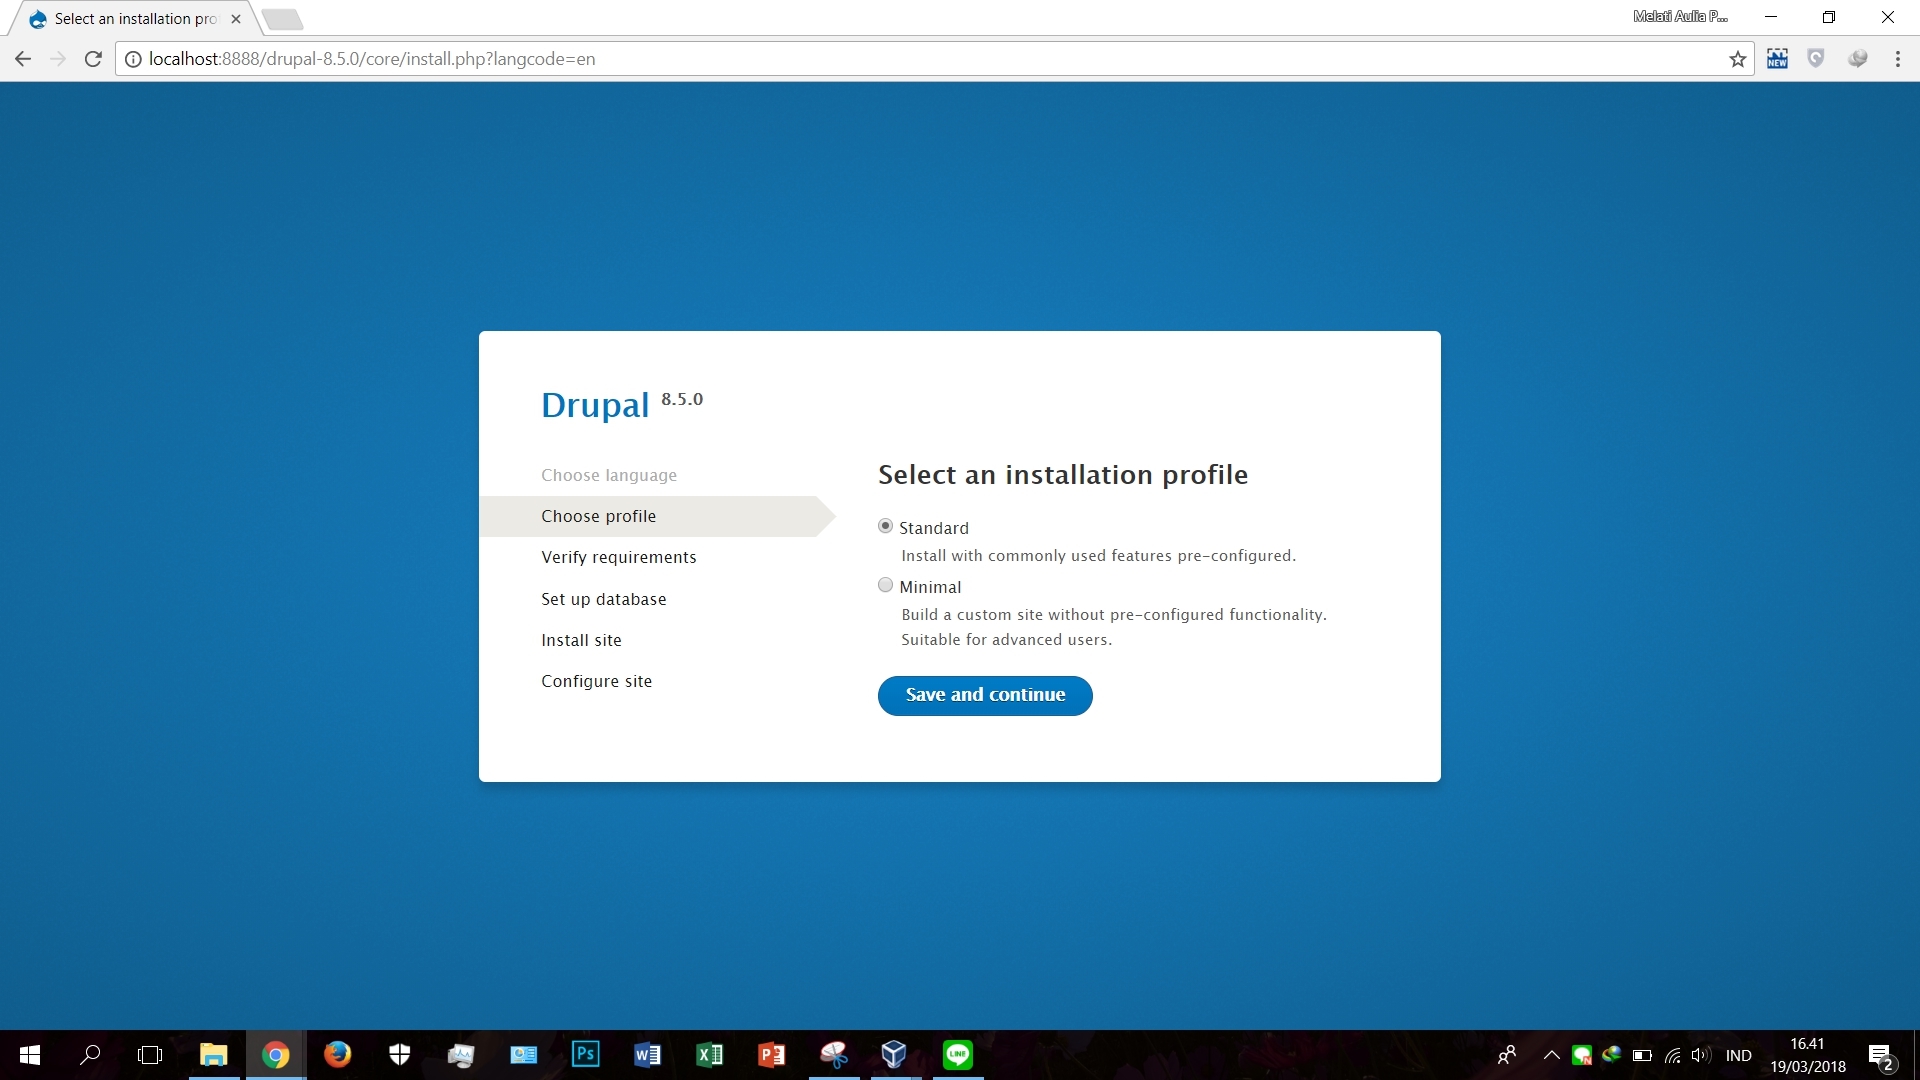 Select an installation pro
Melati Aulia P...
localhost:8888/drupal-8.5.0/core/install.php?langcode=en
NEW
Drupal 8.5.0
Choose language
Choose profile
Verify requirements
Set up database
Install site
Configure site
Select an installation profile
Standard
Install with commonly used features pre-configured.
Minimal
Build a custom site without pre-configured functionality.
Suitable for advanced users.
Save and continue
Ps
LINE
IND
16.41
19/03/2018
2